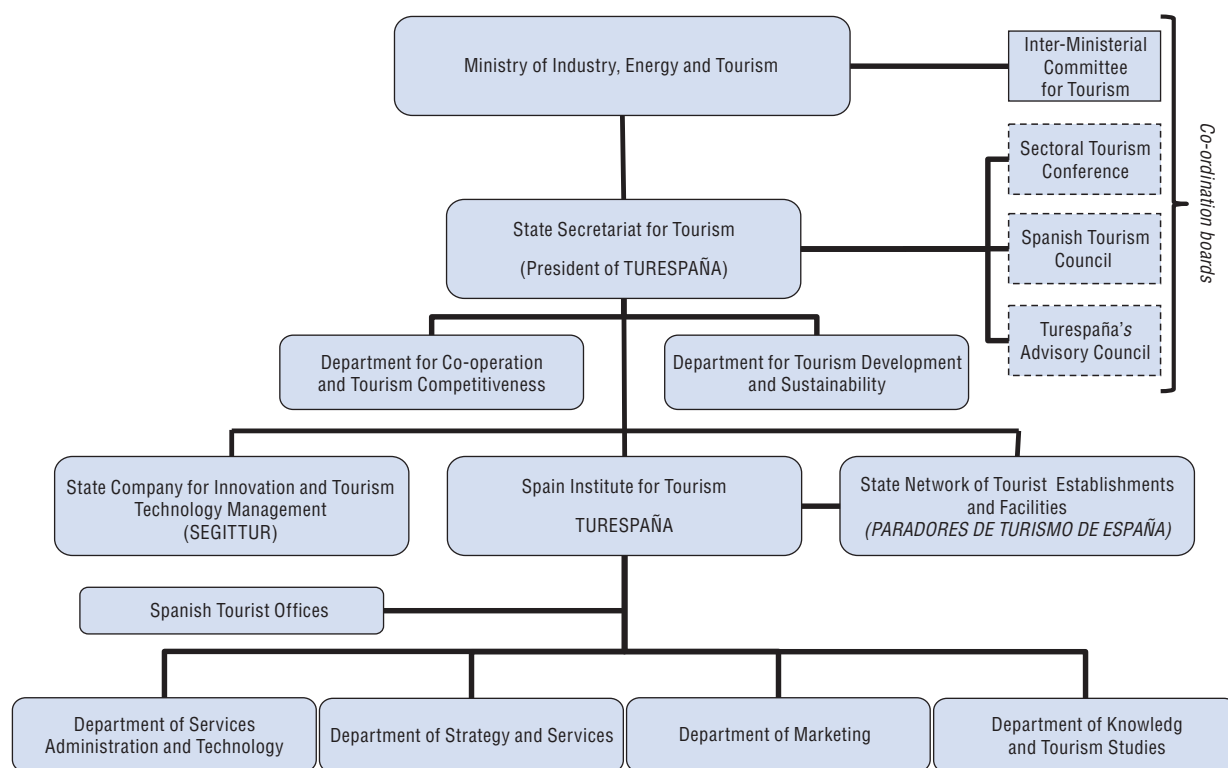 Ministry of Industry, Energy and Tourism
Inter-Ministerial
Committee
for Tourism
Sectoral Tourism
Conference
Co-ordination boards
State Secretariat for Tourism
(President of TURESPAÑA)
Spanish Tourism
Council
Turespaña's
Advisory Council
Department for Co-operation
and Tourism Competitiveness
Department for Tourism Development
and Sustainability
State Company for Innovation and Tourism
Technology Management
(SEGITTUR)
Spain Institute for Tourism
TURESPAÑA
State Network of Tourist Establishments
and Facilities
(PARADORES DE TURISMO DE ESPAÑA)
Spanish Tourist Offices
Department of Services
Administration and Technology
Department of Strategy and Services
Department of Marketing
Department of Knowledg
and Tourism Studies